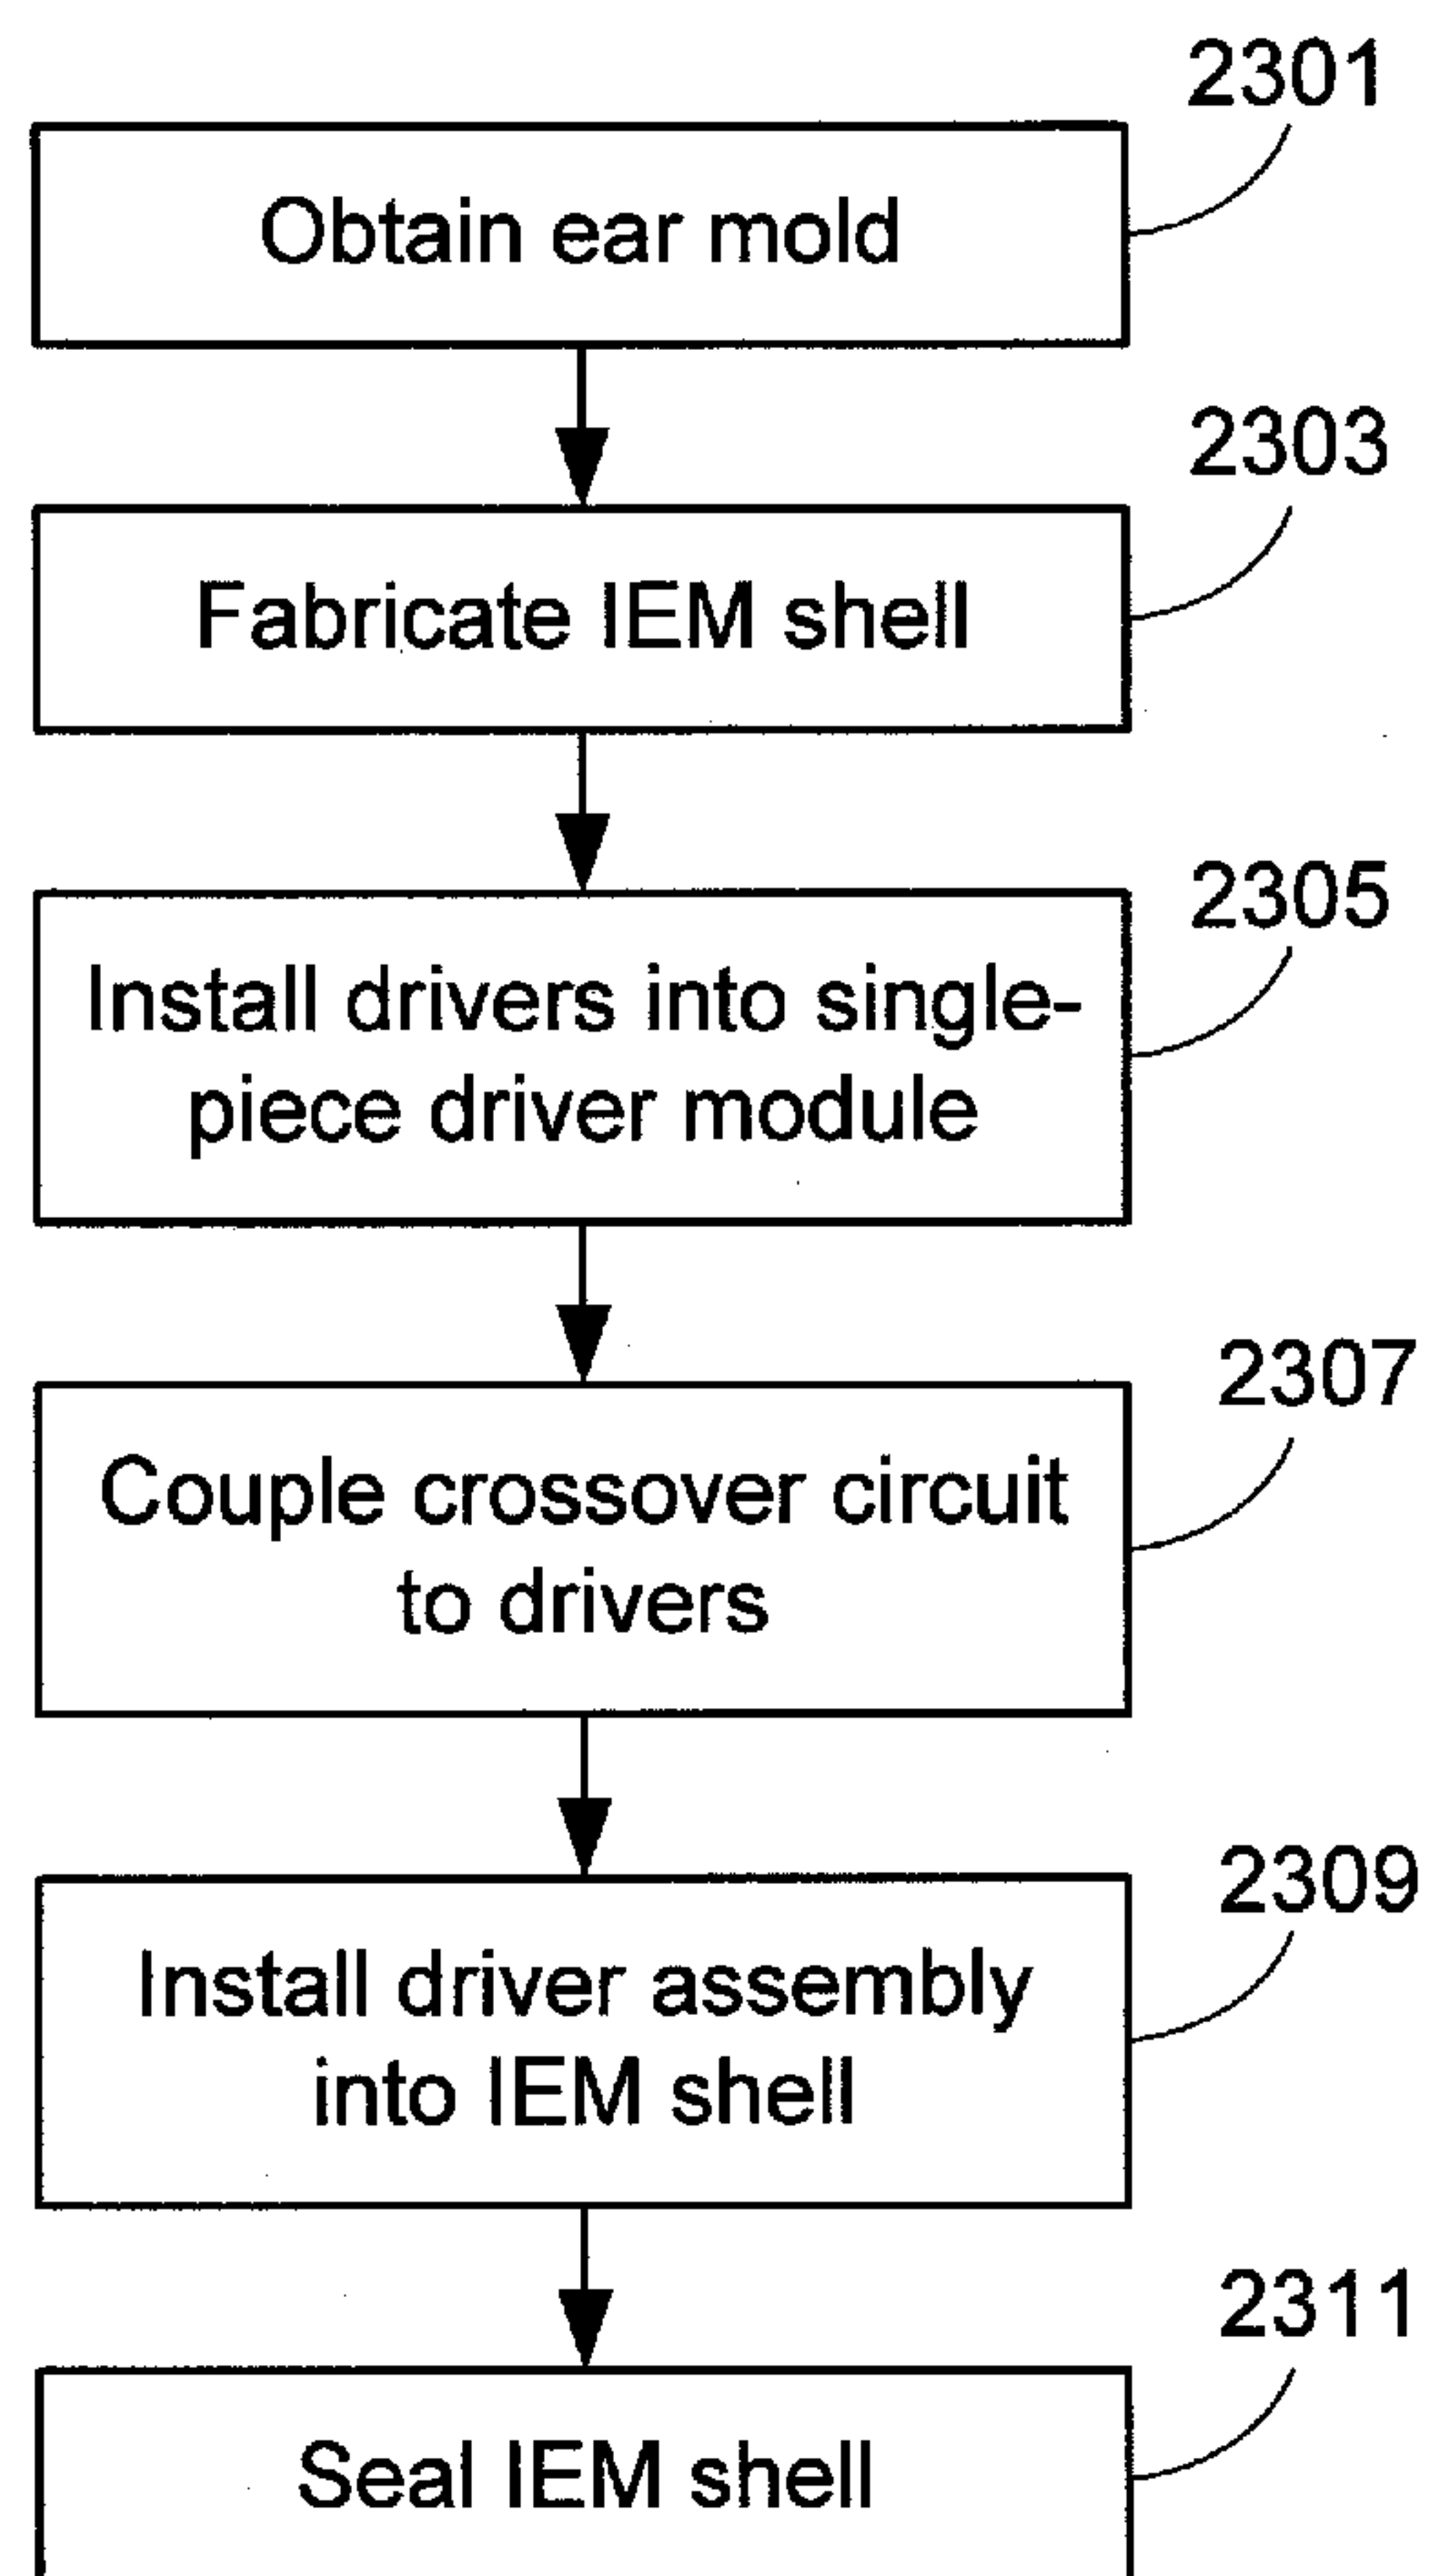 2301
Obtain ear mold
2303
Fabricate IEM shell
2305
Install drivers into single-
piece driver module
2307
Couple crossover circuit
to drivers
2309
Install driver assembly
into IEM shell
2311
Seal IEM shell